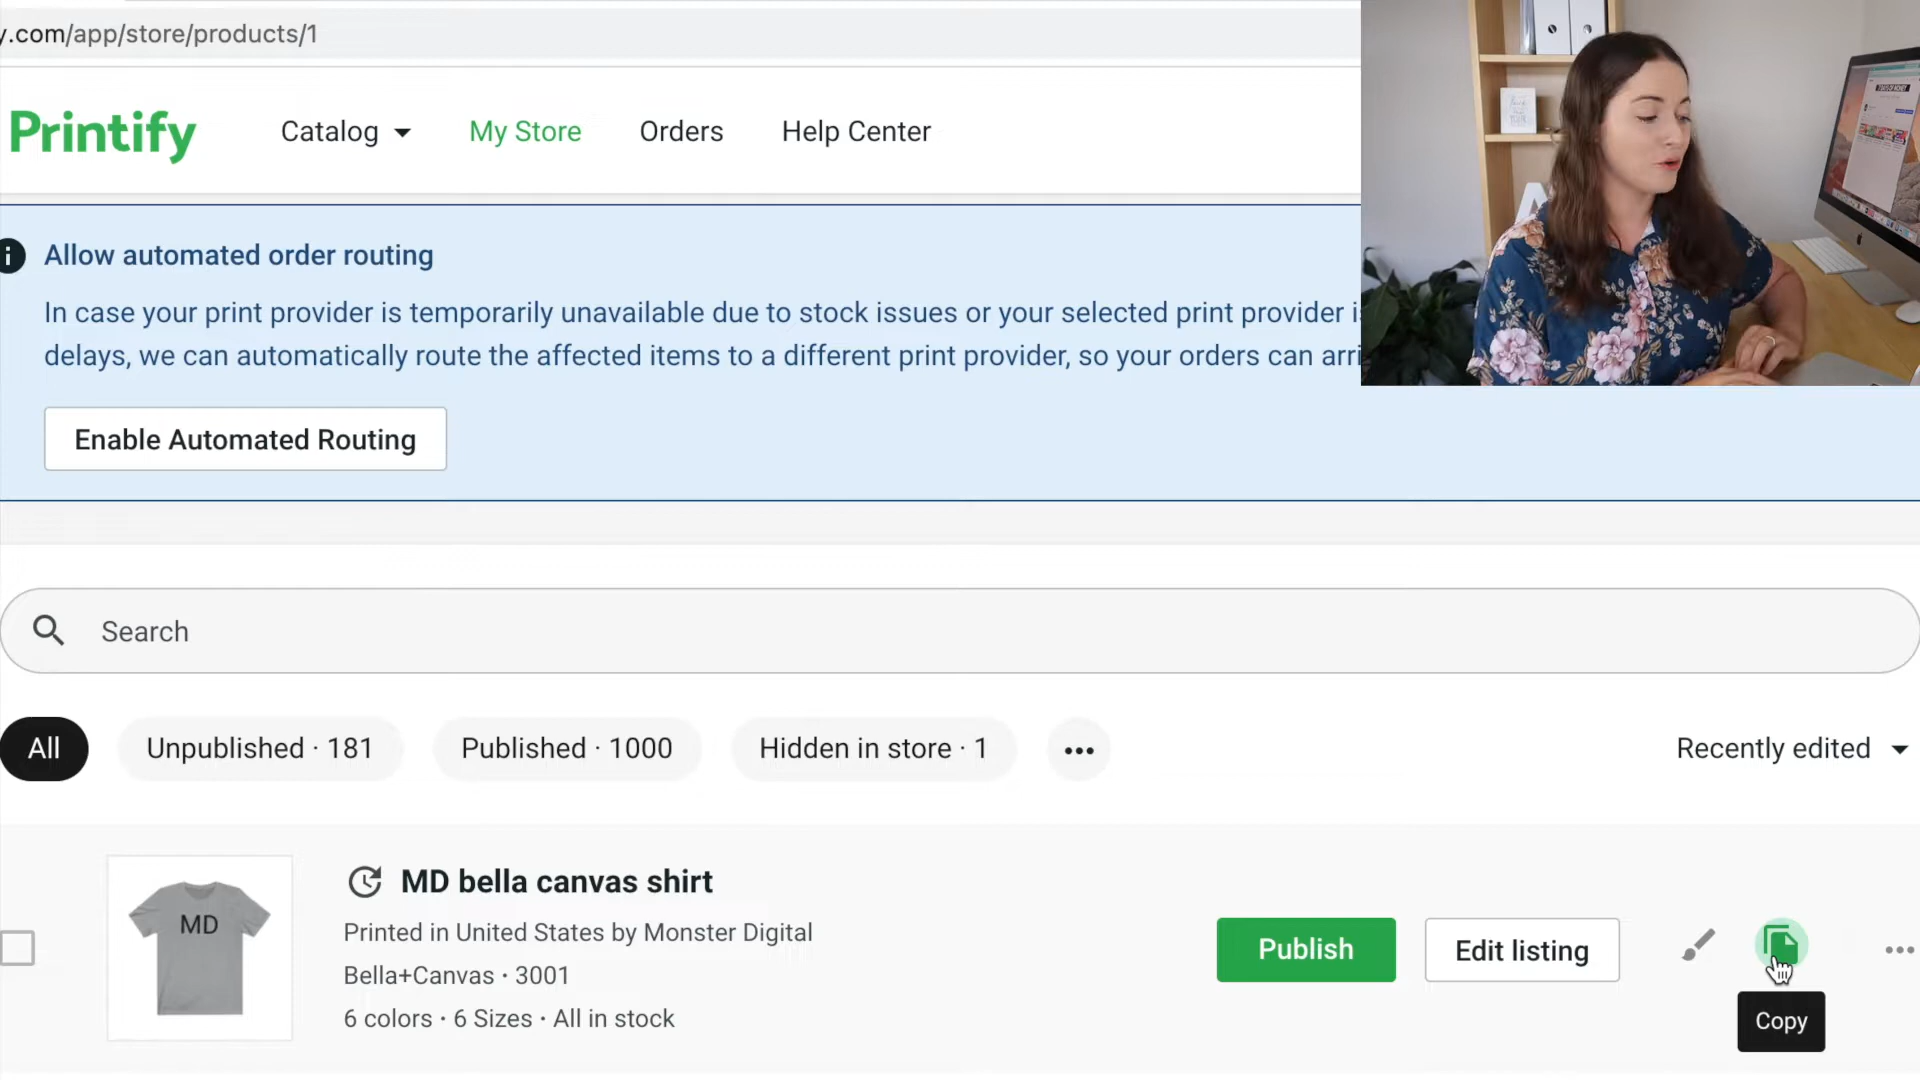 y.com/app/store/products/1
Printify
Catalog
My Store
Orders
Help Center
i
Allow automated order routing
In case your print provider is temporarily unavailable due to stock issues or your selected print provider i
delays, we can automatically route the affected items to a different print provider, so your orders can arri
Enable Automated Routing
Search
All
Unpublished · 181
Published · 1000
Hidden in store · 1
•••
Recently edited
MD
MD bella canvas shirt
Printed in United States by Monster Digital
Bella+Canvas · 3001
6 colors · 6 Sizes · All in stock
Publish
Edit listing
•••
Copy